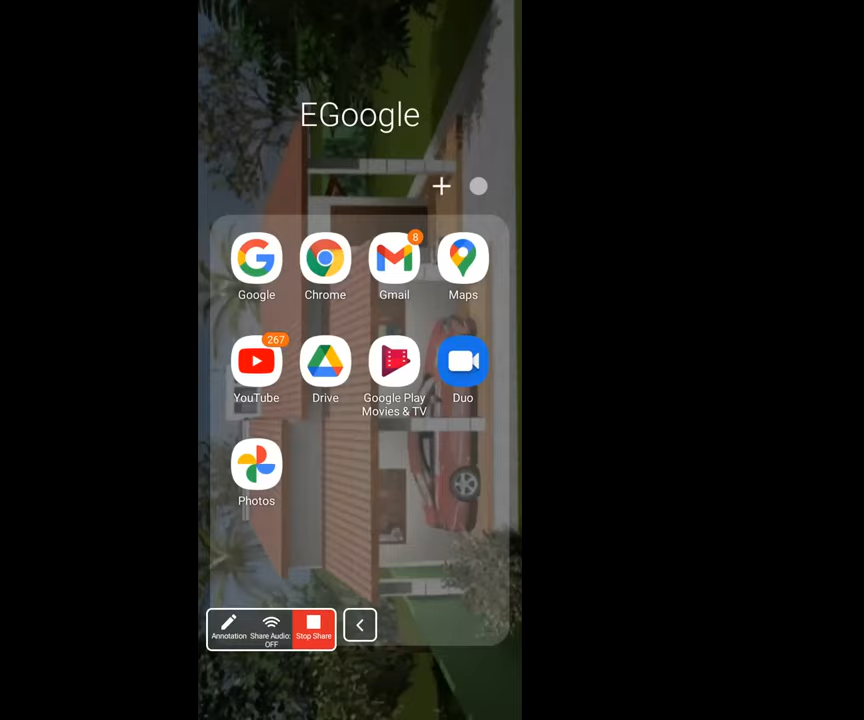 EGoogle
8
Google
Chrome
Gmail
Maps
267
YouTube
Drive
Google Play
Movies & TV
Duo
Photos
Annotation
Share Audio:
OFF
Stop Share